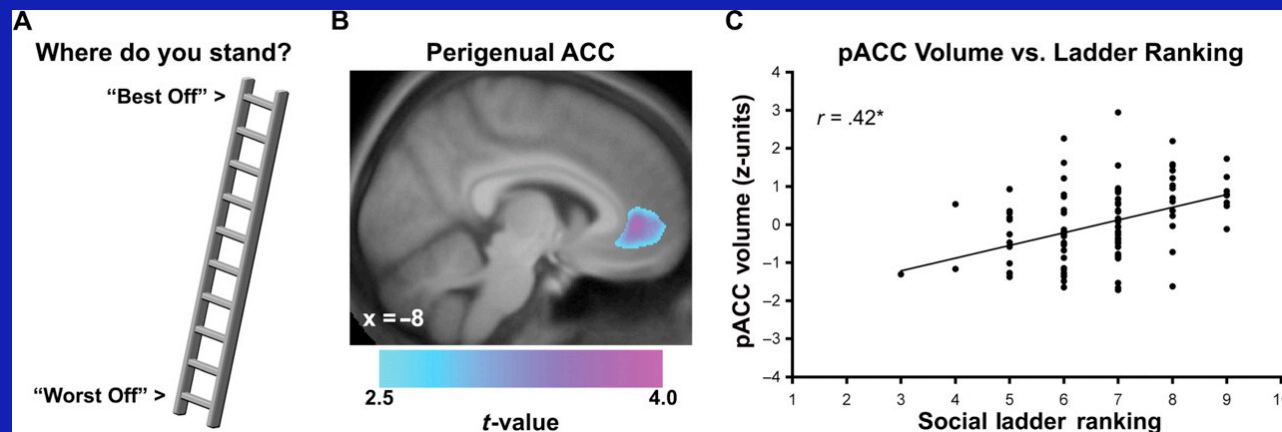 A
Where do you stand?
“Best Off” >
“Worst Off” >
B
Perigenual ACC
x = –8
2.5
4.0
t-value
C
pACC Volume vs. Ladder Ranking
r = .42*
pACC volume (z-units)
4
3
2
1
0
–1
–2
–3
–4
1 2 3 4 5 6 7 8 9 10
Social ladder ranking